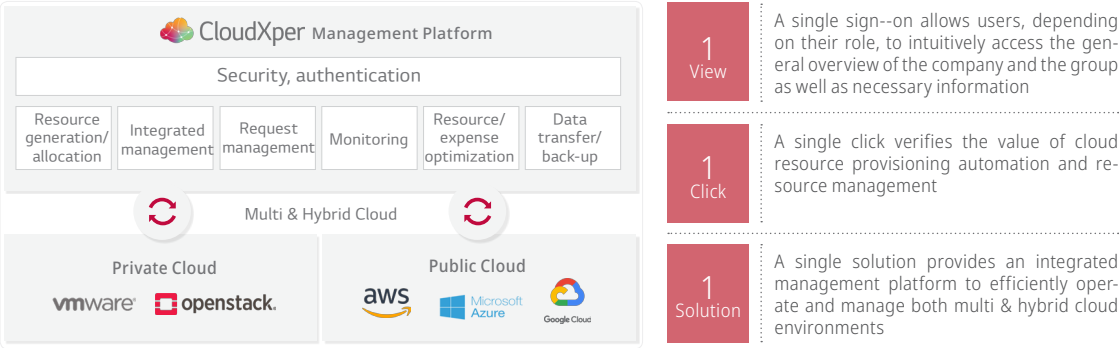 CloudXper Management Platform
Security, authentication
Resource
generation/
allocation
Integrated
management
Request
management
Monitoring
Resource/
expense
optimization
Data
transfer/
back-up
Multi & Hybrid Cloud
Private Cloud
vmware®
openstack.
Public Cloud
aws
Microsoft
Azure
Google Cloud
1
View
A single sign--on allows users, depending
on their role, to intuitively access the gen-
eral overview of the company and the group
as well as necessary information
1
Click
A single click verifies the value of cloud
resource provisioning automation and re-
source management
1
Solution
A single solution provides an integrated
management platform to efficiently oper-
ate and manage both multi & hybrid cloud
environments